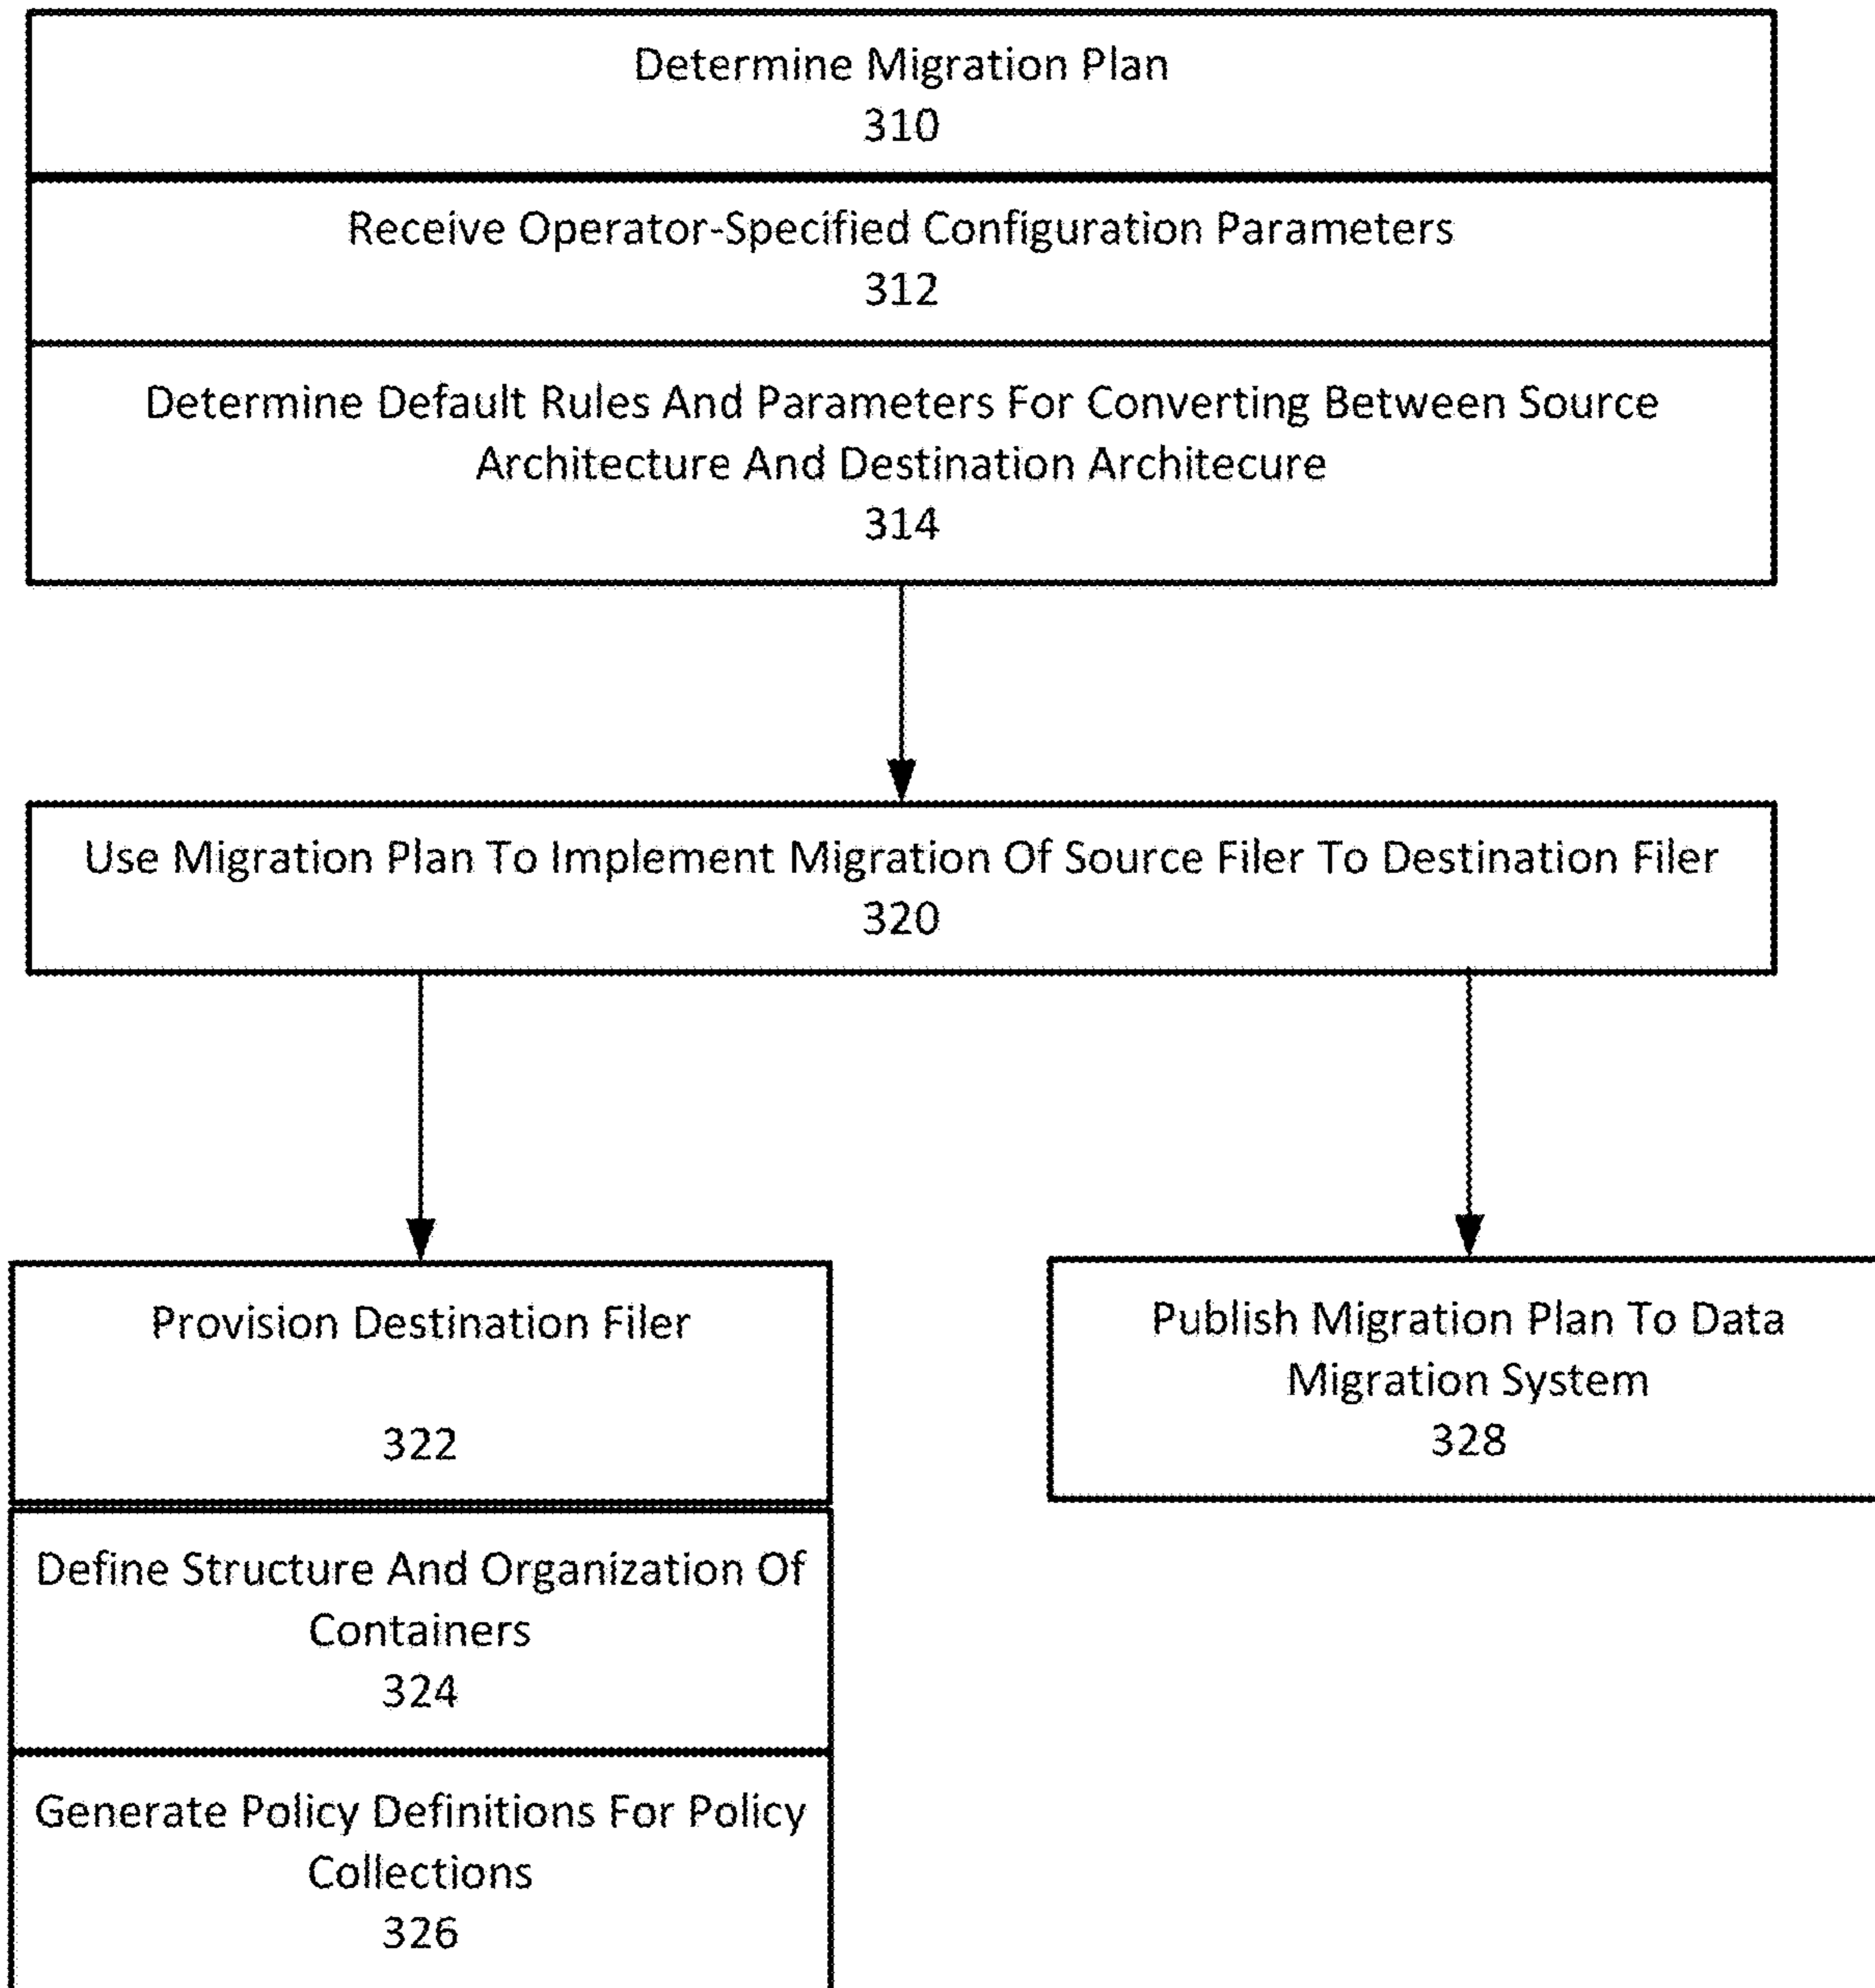 Determine Migration Plan
310
Receive Operator-Specified Configuration Parameters
312
Determine Default Rules And Parameters For Converting Between Source
Architecture And Destination Architecure
314
Use Migration Plan To Implement Migration Of Source Filer To Destination Filer
320
Provision Destination Filer
322
Define Structure And Organization Of
Containers
324
Generate Policy Definitions For Policy
Collections
326
Publish Migration Plan To Data
Migration System
328